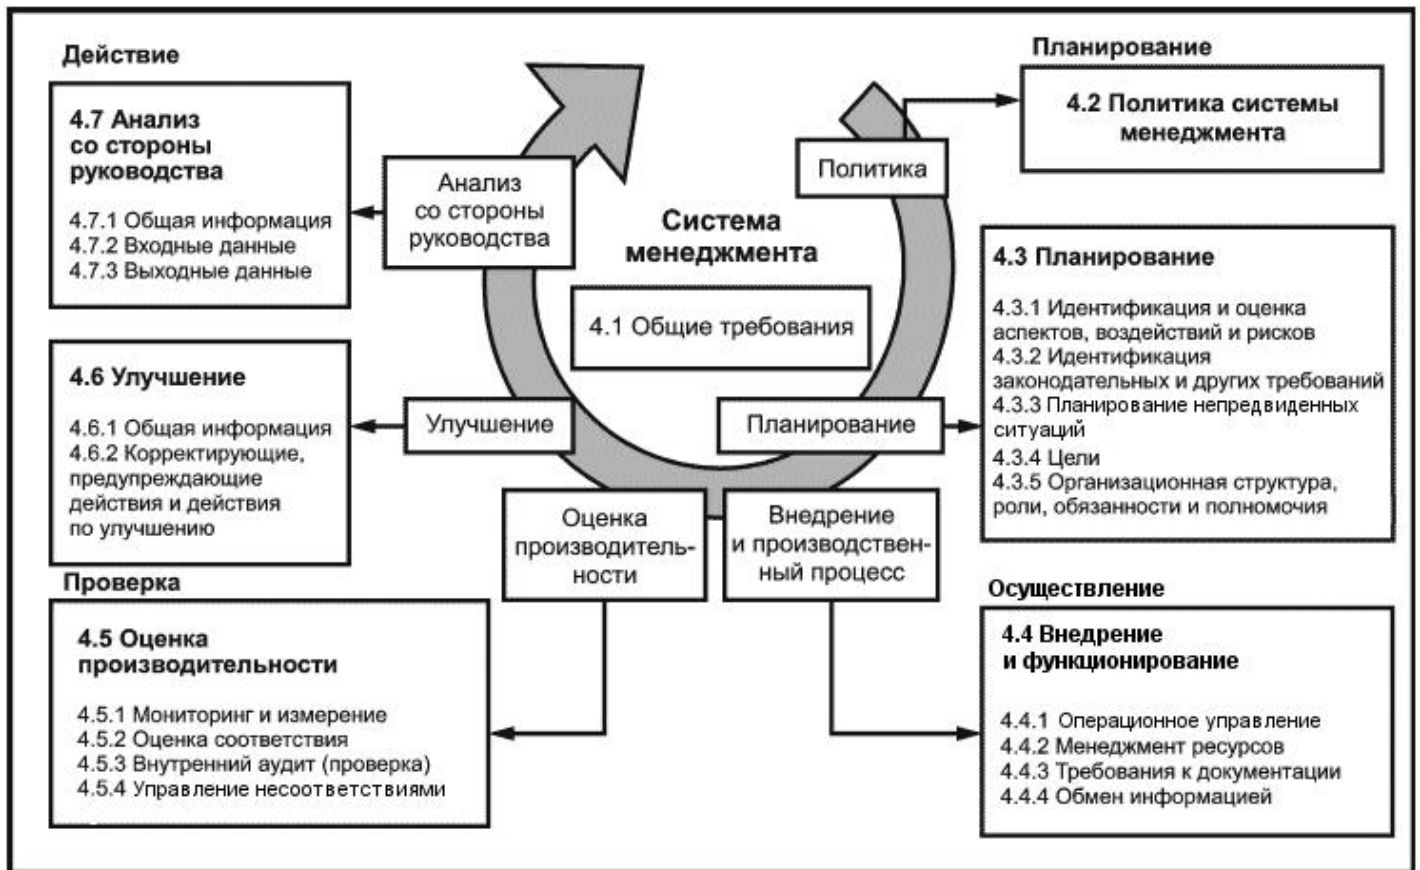 Действие
4.7 Анализ
со стороны
руководства
4.7.1 Общая информация
4.7.2 Входные данные
4.7.3 Выходные данные
Анализ
со стороны
руководства
Система
менеджмента
4.1 Общие требования
Политика
Планирование
4.2 Политика системы
менеджмента
4.3 Планирование
4.3.1 Идентификация и оценка
аспектов, воздействий и рисков
4.3.2 Идентификация
законодательных и других требований
4.3.3 Планирование непредвиденных
ситуаций
4.3.4 Цели
4.3.5 Организационная структура,
роли, обязанности и полномочия
4.6 Улучшение
4.6.1 Общая информация
4.6.2 Корректирующие,
предупреждающие
действия и действия
по улучшению
Улучшение
Планирование
Оценка
производитель-
ности
Внедрение
и производствен-
ный процесс
Проверка
4.5 Оценка
производительности
4.5.1 Мониторинг и измерение
4.5.2 Оценка соответствия
4.5.3 Внутренний аудит (проверка)
4.5.4 Управление несоответствиями
Осуществление
4.4 Внедрение
и функционирование
4.4.1 Операционное управление
4.4.2 Менеджмент ресурсов
4.4.3 Требования к документации
4.4.4 Обмен информацией